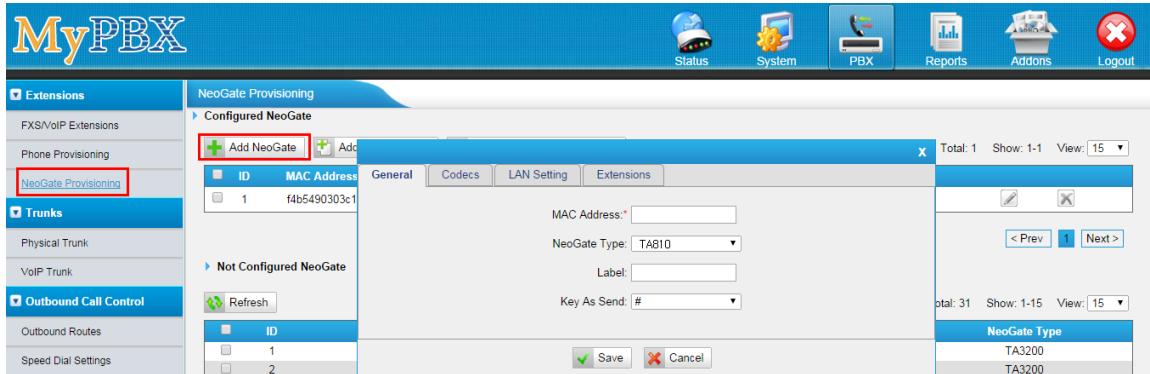 MyPBX
Status
System
PBX
Reports
Addons
Logout
Extensions
FXS/VoIP Extensions
Phone Provisioning
NeoGate Provisioning
Trunks
Physical Trunk
VoIP Trunk
Outbound Call Control
Outbound Routes
Speed Dial Settings
NeoGate Provisioning
Configured NeoGate
Add NeoGate
Add
Total: 1 Show: 1-1 View: 15
ID MAC Address
1 f4b5490303c1
< Prev 1 Next >
Not Configured NeoGate
Refresh
otal: 31 Show: 1-15 View: 15
ID NeoGate Type
1 TA3200
2 TA3200
X
General Codecs LAN Setting Extensions
MAC Address:*
NeoGate Type: TA810
Label:
Key As Send: #
Save Cancel